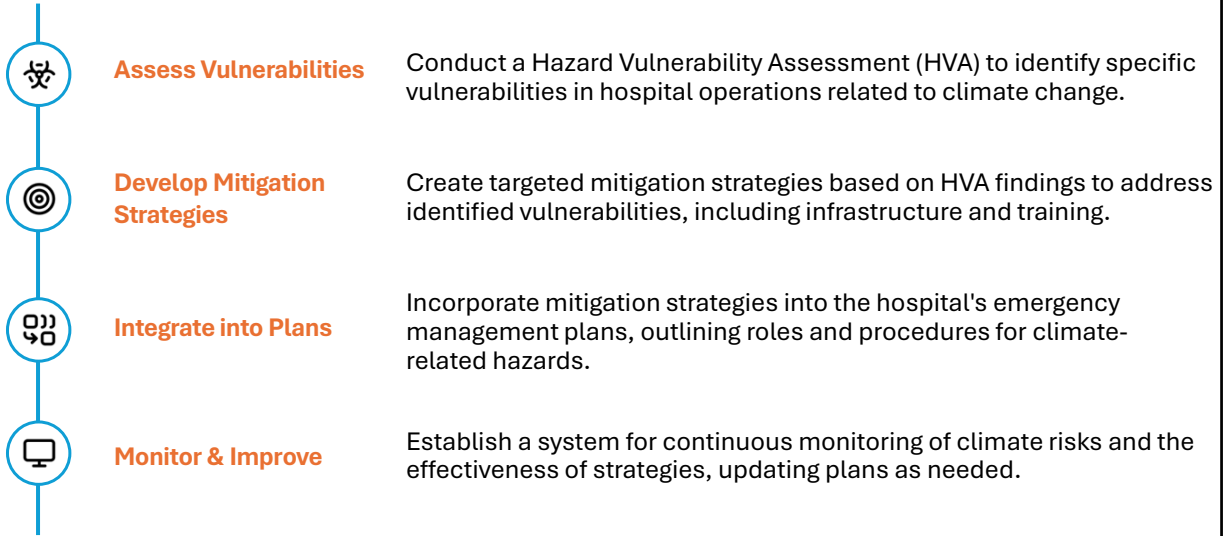 Assess Vulnerabilities
Conduct a Hazard Vulnerability Assessment (HVA) to identify specific
vulnerabilities in hospital operations related to climate change.
Develop Mitigation
Strategies
Create targeted mitigation strategies based on HVA findings to address
identified vulnerabilities, including infrastructure and training.
Integrate into Plans
Incorporate mitigation strategies into the hospital's emergency
management plans, outlining roles and procedures for climate-
related hazards.
Monitor & Improve
Establish a system for continuous monitoring of climate risks and the
effectiveness of strategies, updating plans as needed.